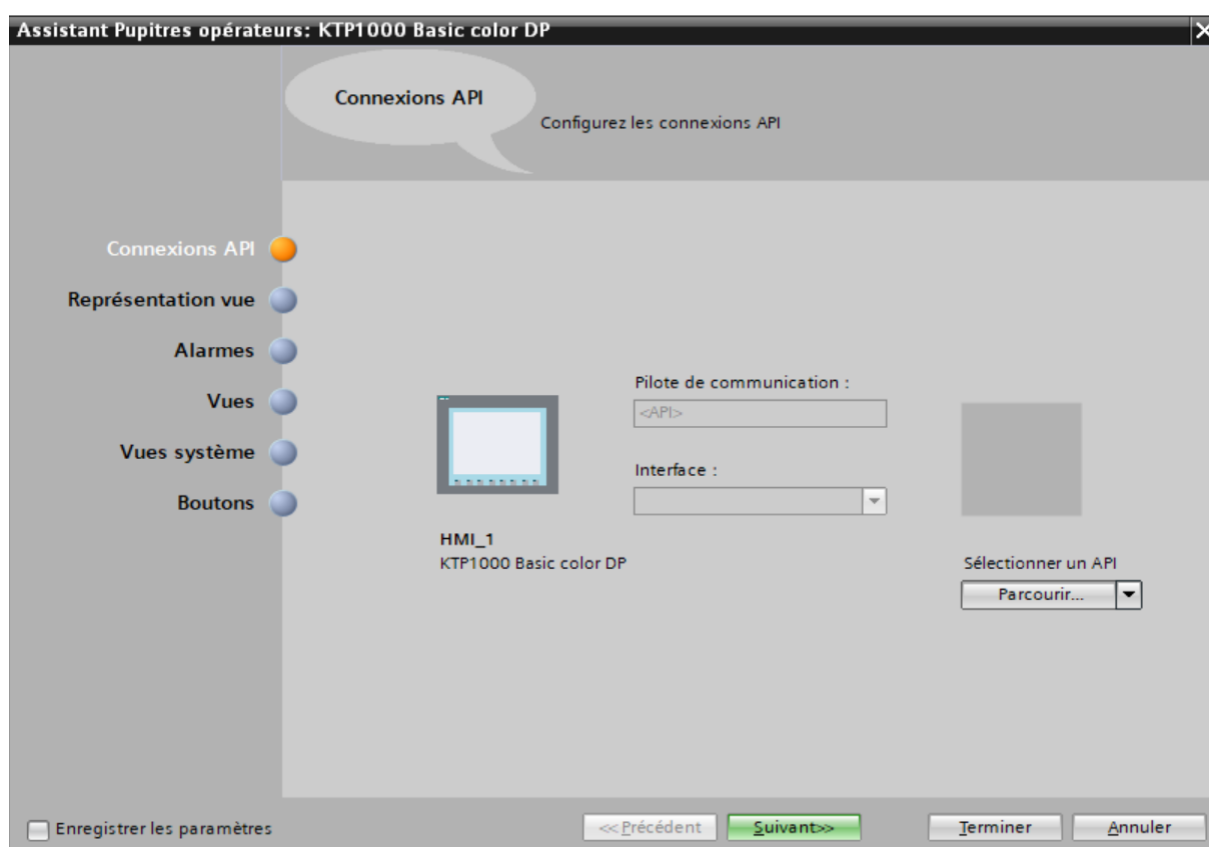 Assistant Pupitres opérateurs: KTP1000 Basic color DP
Connexions API
Configurez les connexions API
Connexions API
Représentation vue
Alarmes
Vues
Vues système
Boutons
Pilote de communication :
<API>
Interface :
HMI_1
KTP1000 Basic color DP
Sélectionner un API
Parcourir...
Enregistrer les paramètres
<<Précédent
Suivant>>
Terminer
Annuler